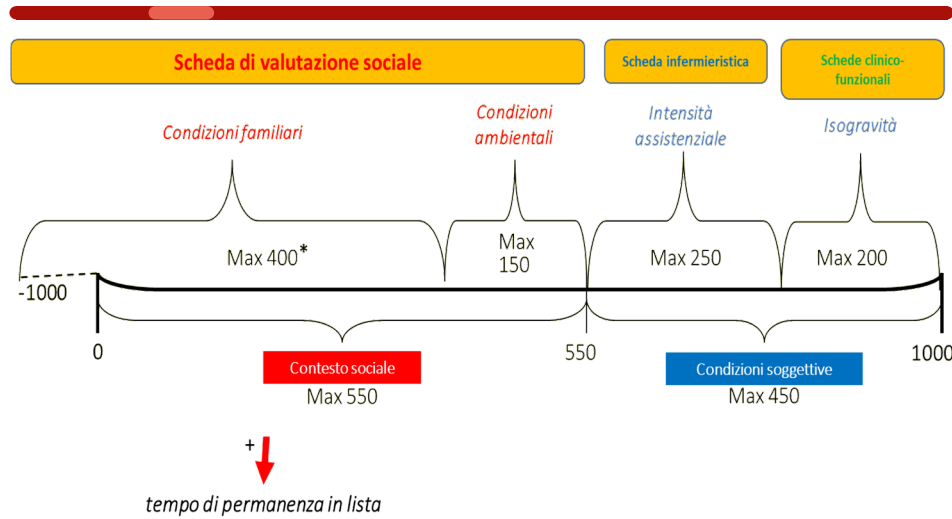 Scheda di valutazione sociale
Scheda infermieristica
Schede clinico-
funzionali
Condizioni familiari
Condizioni
ambientali
Intensità
assistenziale
Isogravità
Max 400*
Max
150
Max 250
Max 200
-1000
0
550
1000
Contesto sociale
Condizioni soggettive
Max 550
Max 450
+
tempo di permanenza in lista